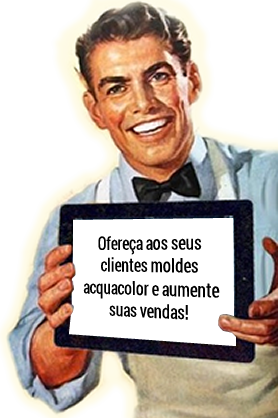 Ofereça aos seus
clientes moldes
acquacolor e aumente
suas vendas!